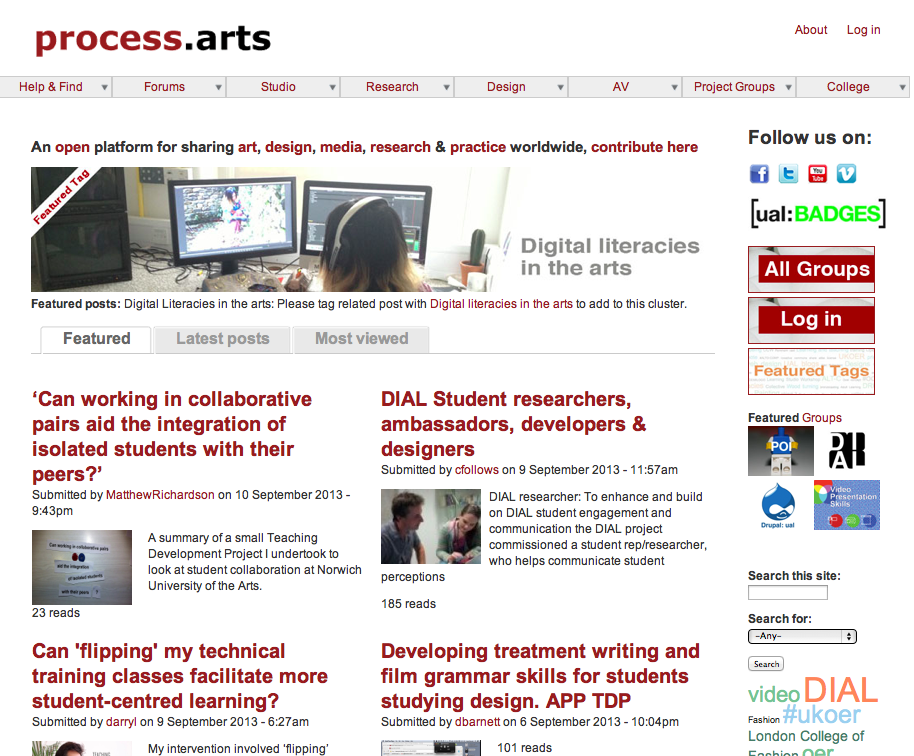 process.arts
About Log in
Help & Find Forums Studio Research Design AV Project Groups College
An open platform for sharing art, design, media, research & practice worldwide, contribute here
Featured Tag
Digital literacies
in the arts
Featured posts: Digital Literacies in the arts: Please tag related post with Digital literacies in the arts to add to this cluster.
Featured Latest posts Most viewed
‘Can working in collaborative
pairs aid the integration of
isolated students with their
peers?’
Submitted by MatthewRichardson on 10 September 2013 -
9:43pm
Can working in collaborative pairs
aid the integration
of isolated students
with their peers ?
A summary of a small Teaching
Development Project I undertook to
look at student collaboration at Norwich
University of the Arts.
23 reads
DIAL Student researchers,
ambassadors, developers &
designers
Submitted by cfollows on 9 September 2013 - 11:57am
DIAL researcher: To enhance and build
on DIAL student engagement and
communication the DIAL project
commissioned a student rep/researcher,
who helps communicate student
perceptions
185 reads
Can 'flipping' my technical
training classes facilitate more
student-centred learning?
Submitted by darryl on 9 September 2013 - 6:27am
My intervention involved 'flipping'
Developing treatment writing and
film grammar skills for students
studying design. APP TDP
Submitted by dbarnett on 6 September 2013 - 10:04pm
101 reads
Follow us on:
f t You Tube v
[ual:BADGES]
All Groups
Log in
Featured Tags
Featured Groups
POI
Drupal: ual
Video
Presentation
Skills
Search this site:
Search for:
-Any-
Search
video DIAL
Fashion #ukoer
London College of
Fashion oer